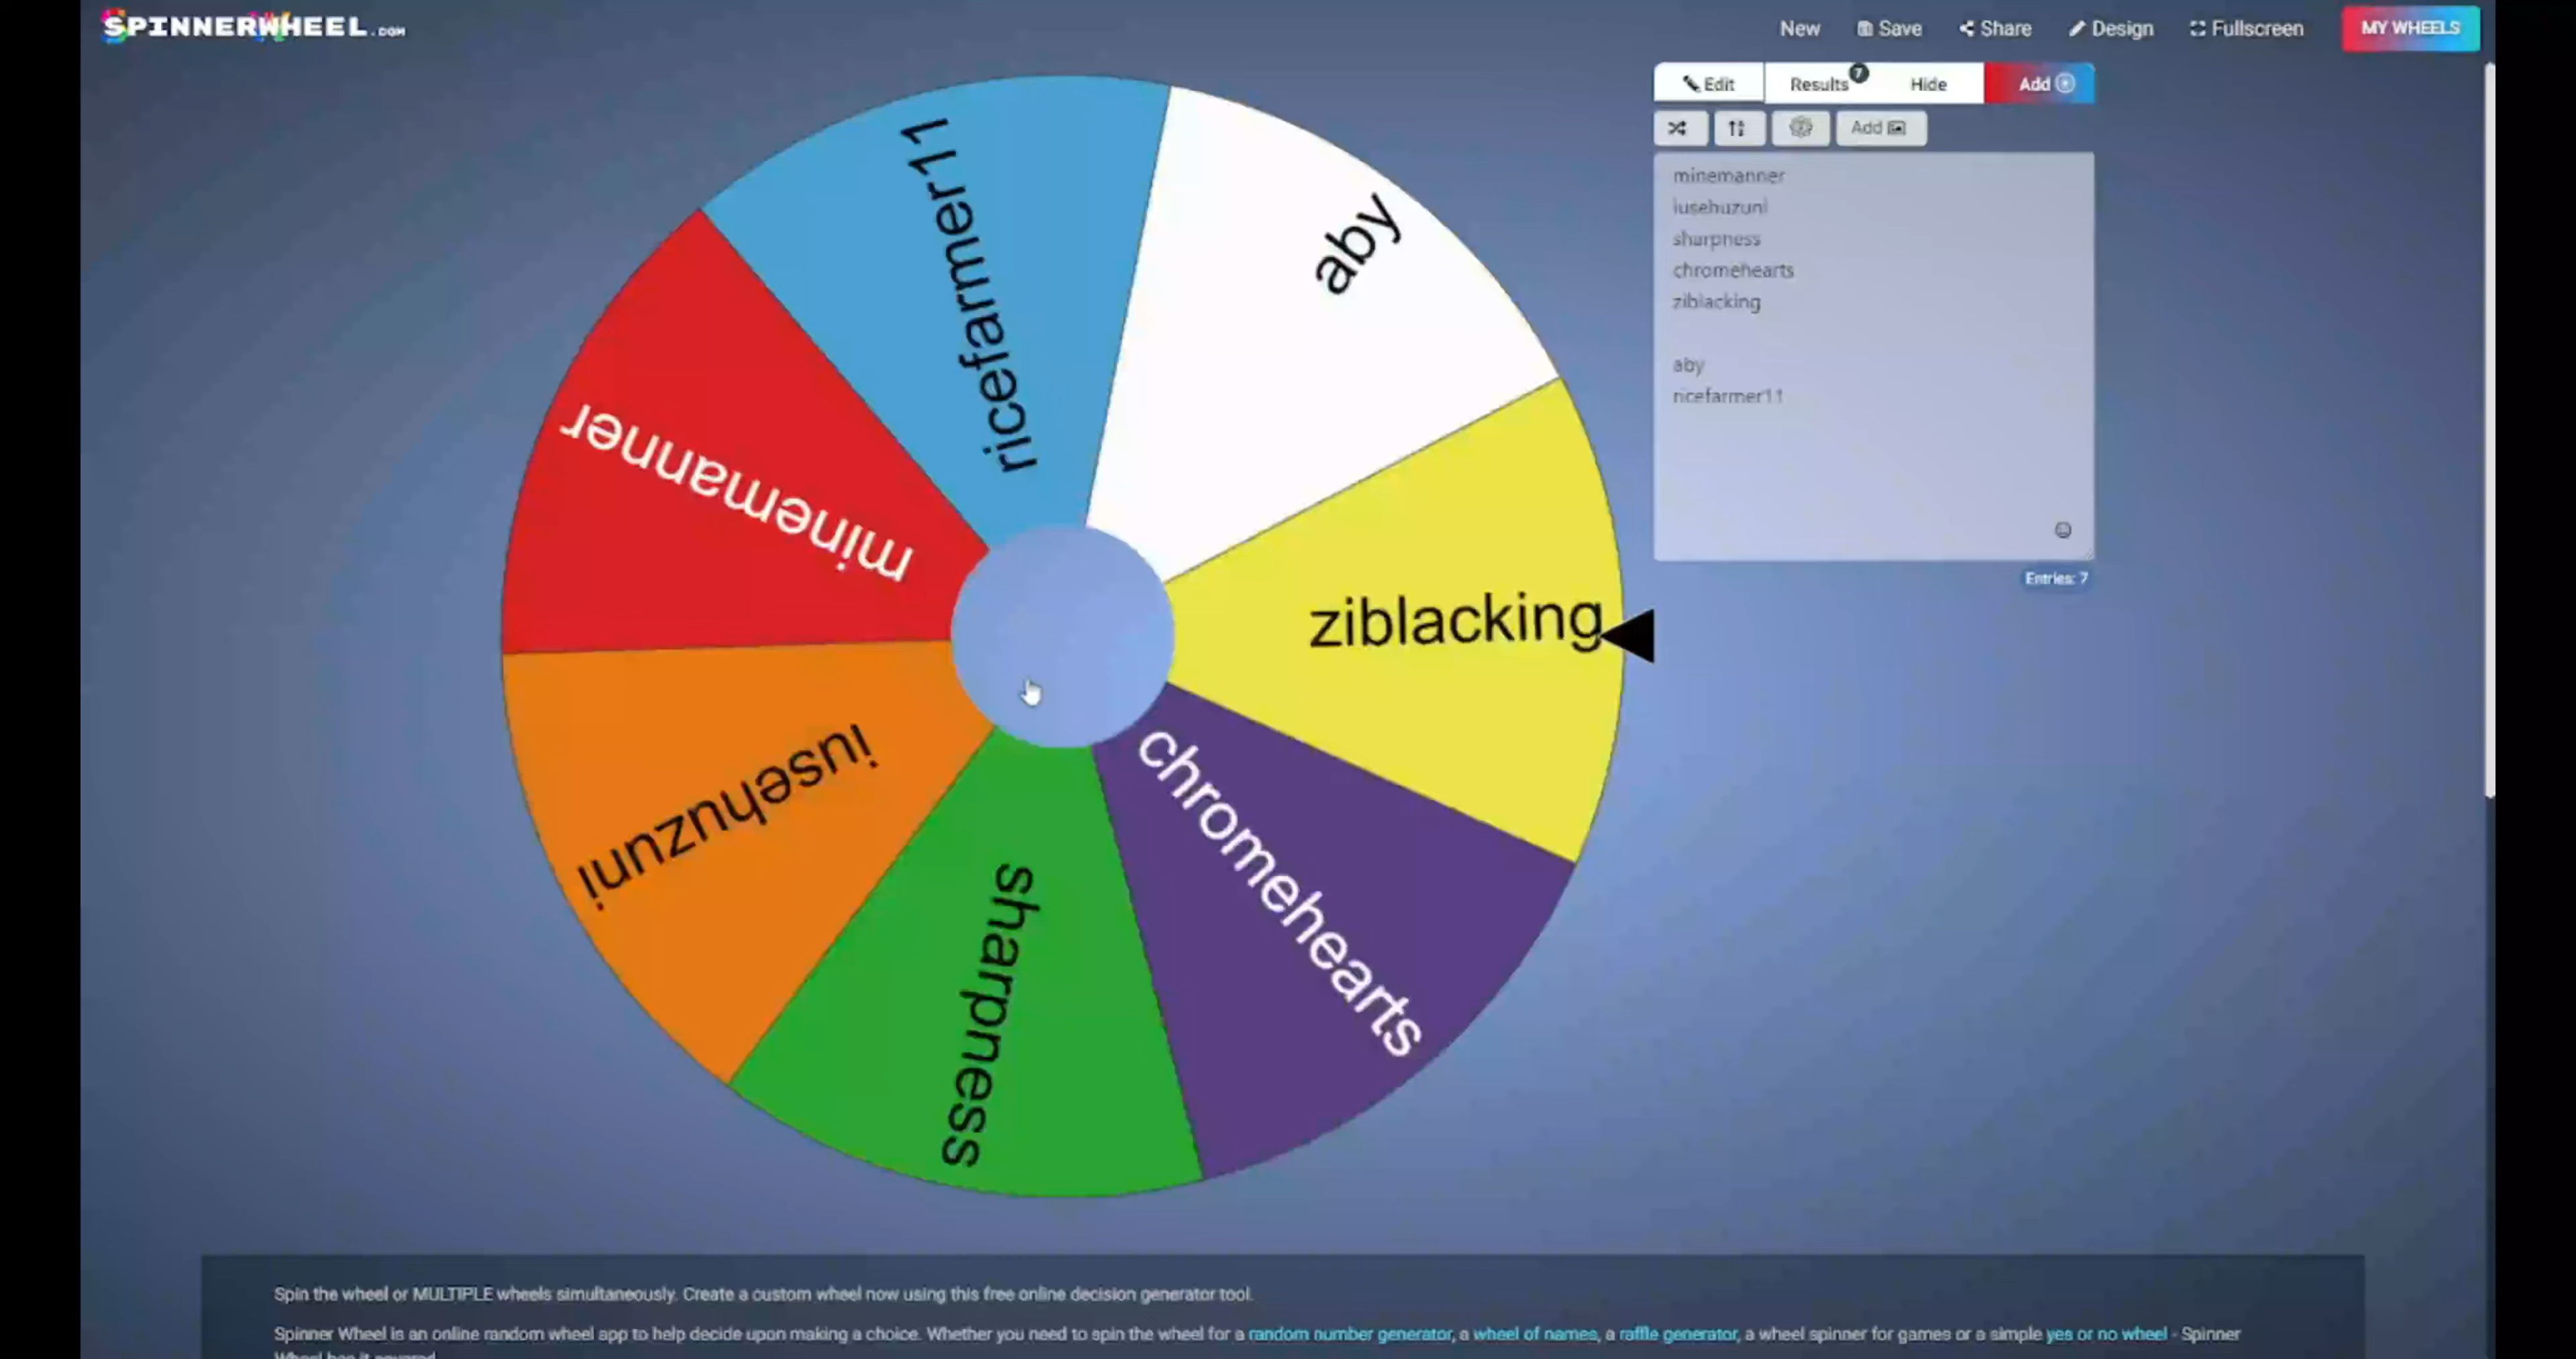 SPINNERWHEEL.COM
New Save Share Design Fullscreen MY WHEELS
Edit Results 7 Hide Add
Add
minemanner
iusehuzuni
sharpness
chromehearts
ziblacking
aby
ricefarmer11
Entries: 7
ricefarmer11
aby
minemanner
ziblacking
iusehuzuni
chromehearts
sharpness
Spin the wheel or MULTIPLE wheels simultaneously. Create a custom wheel now using this free online decision generator tool.
Spinner Wheel is an online random wheel app to help decide upon making a choice. Whether you need to spin the wheel for a random number generator, a wheel of names, a raffle generator, a wheel spinner for games or a simple yes or no wheel - Spinner